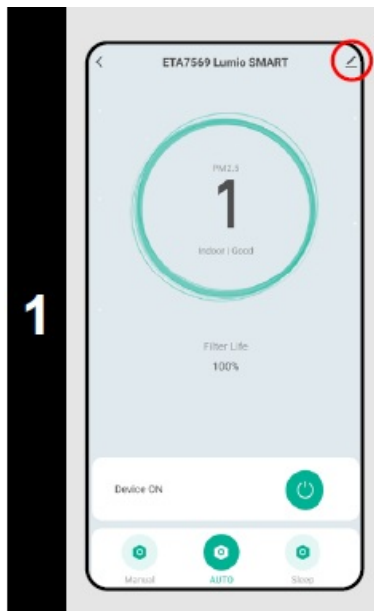 1
ETA7569 Lumio SMART
PM2.5
1
Indoor | Good
Filter Life
100%
Device ON
Manual
AUTO
Sleep